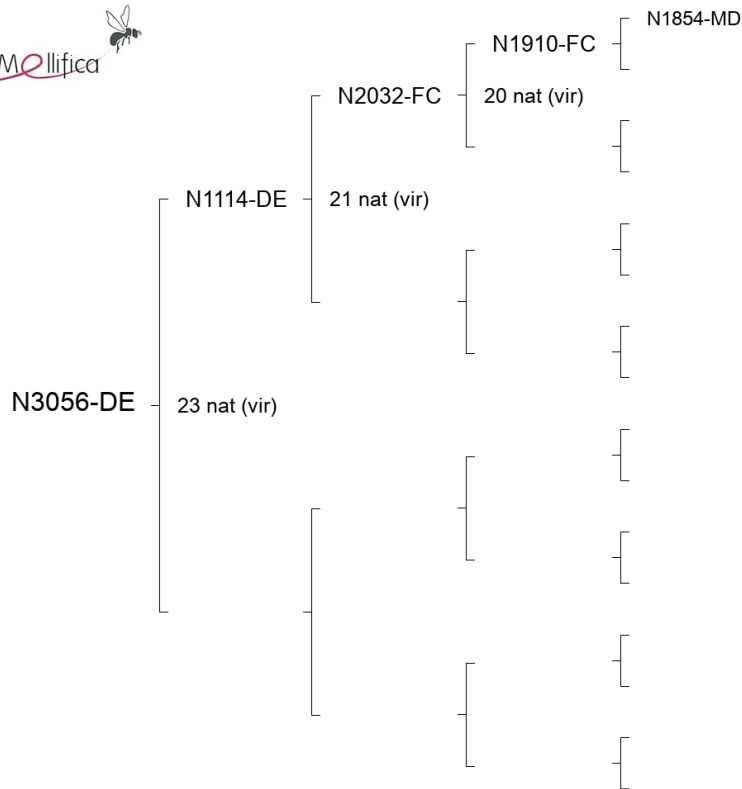 Mellifica
N1854-MD
N1910-FC
N2032-FC
20 nat (vir)
N1114-DE
21 nat (vir)
N3056-DE
23 nat (vir)